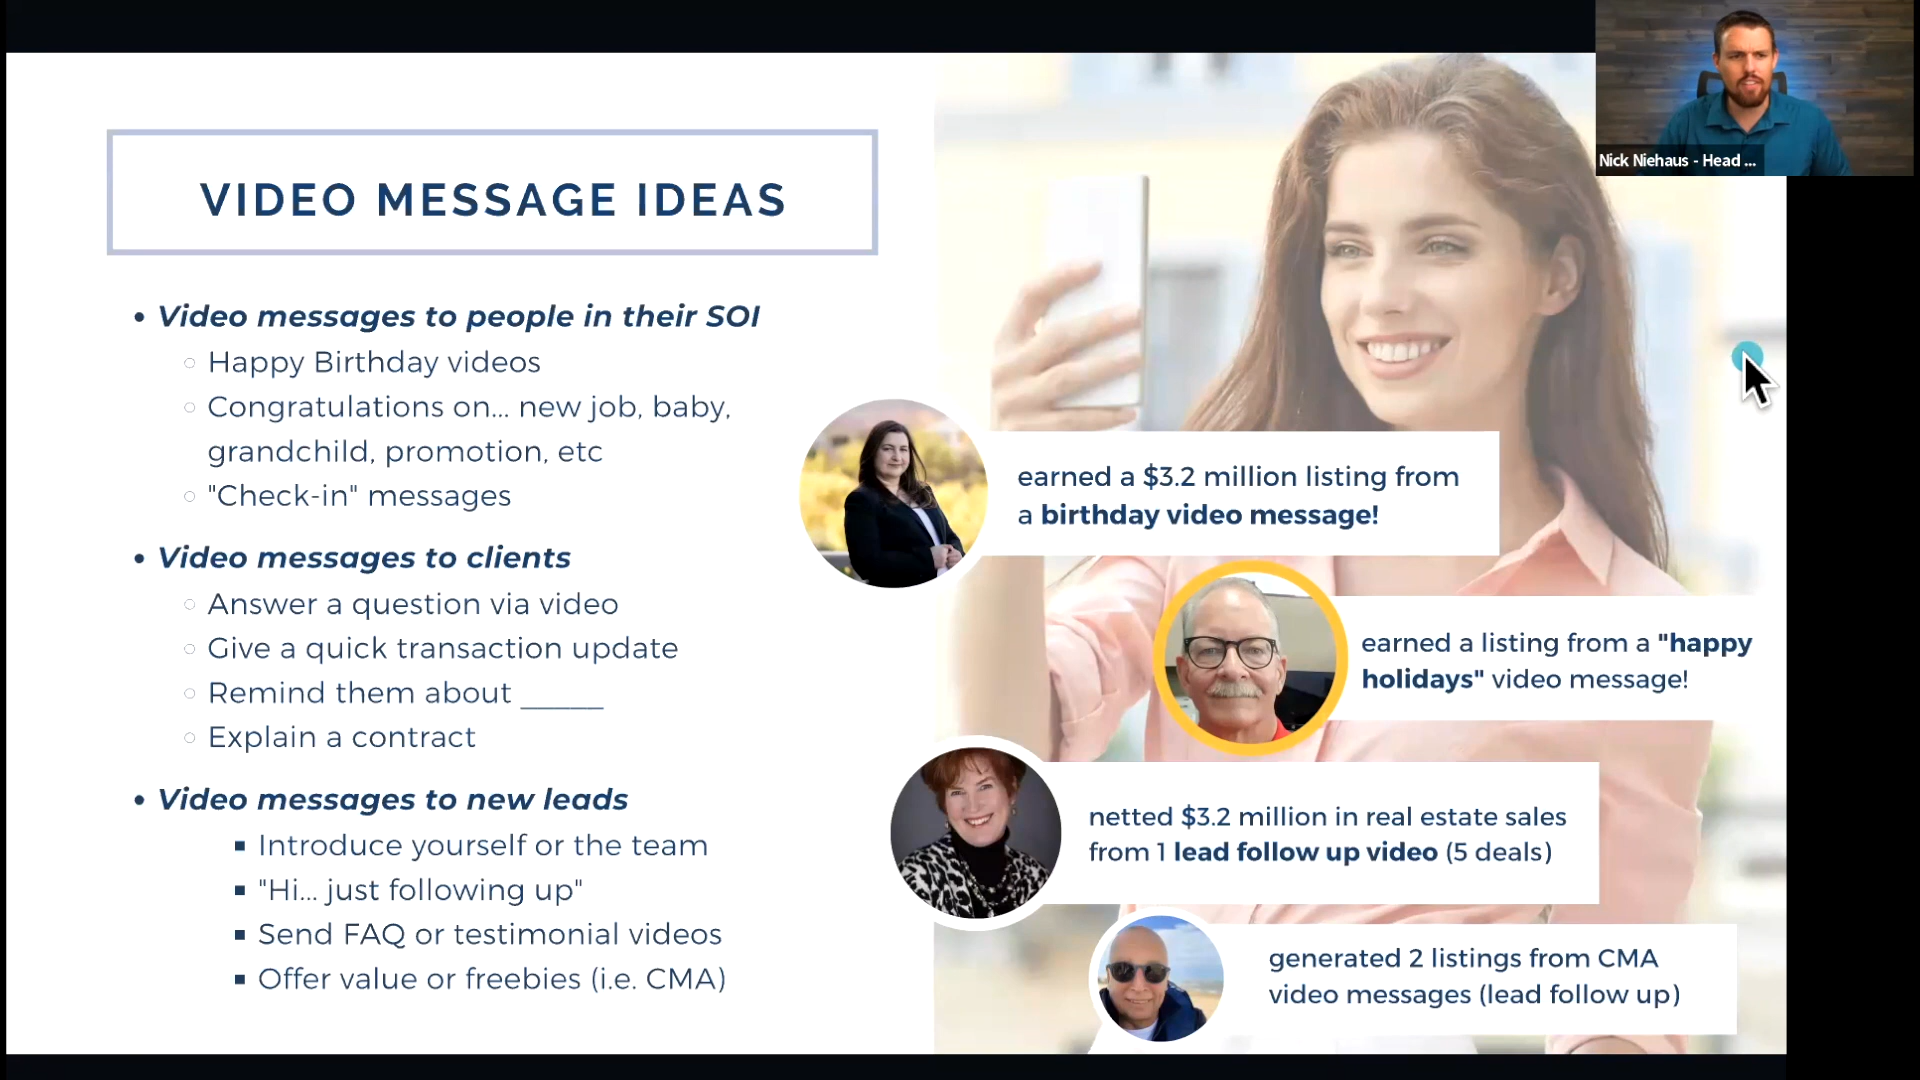 Nick Niehaus - Head ...
VIDEO MESSAGE IDEAS
• Video messages to people in their SOI
○ Happy Birthday videos
○ Congratulations on... new job, baby,
grandchild, promotion, etc
○ "Check-in" messages
• Video messages to clients
○ Answer a question via video
○ Give a quick transaction update
○ Remind them about _____
○ Explain a contract
• Video messages to new leads
▪ Introduce yourself or the team
▪ "Hi... just following up"
▪ Send FAQ or testimonial videos
▪ Offer value or freebies (i.e. CMA)
earned a $3.2 million listing from
a birthday video message!
earned a listing from a "happy
holidays" video message!
netted $3.2 million in real estate sales
from 1 lead follow up video (5 deals)
generated 2 listings from CMA
video messages (lead follow up)